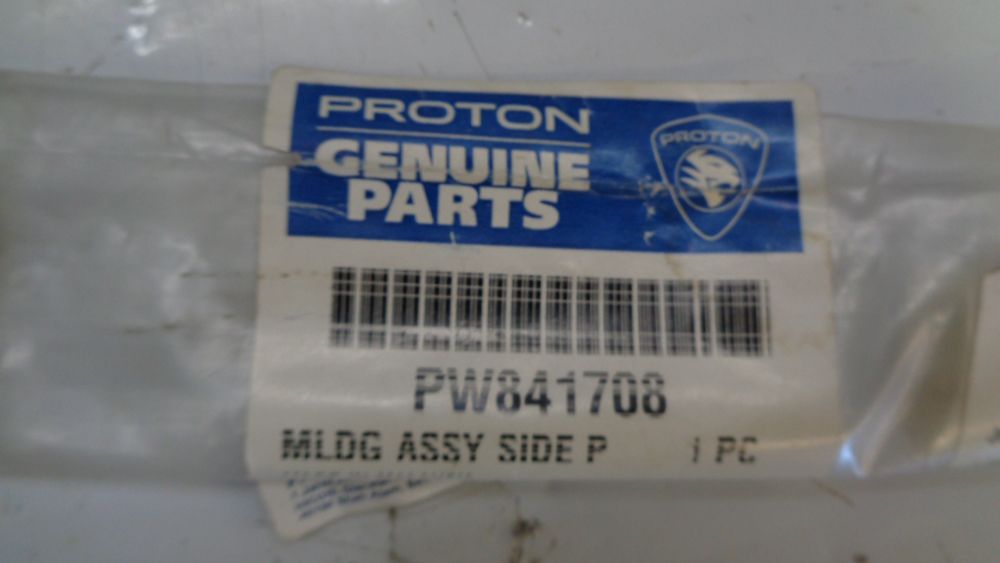 PROTON
GENUINE
PARTS
PROTON
PW841708
MLDG ASSY SIDE P 1 PC